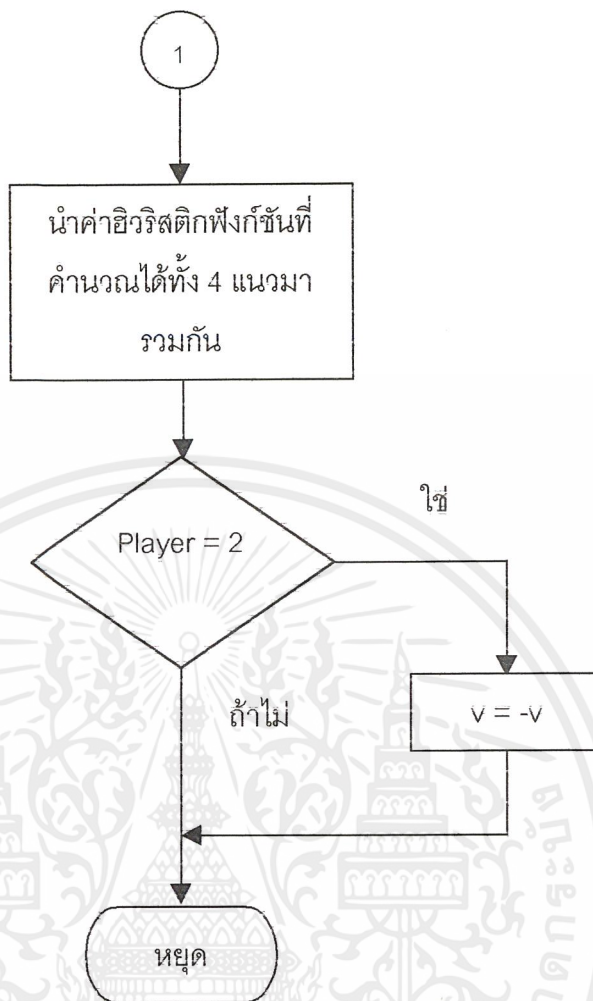 1
นำค่าฮิวริสติกฟังก์ชันที่
คำนวณได้ทั้ง 4 แนวมา
รวมกัน
Player = 2
ใช่
ถ้าไม่
v = -v
หยุด